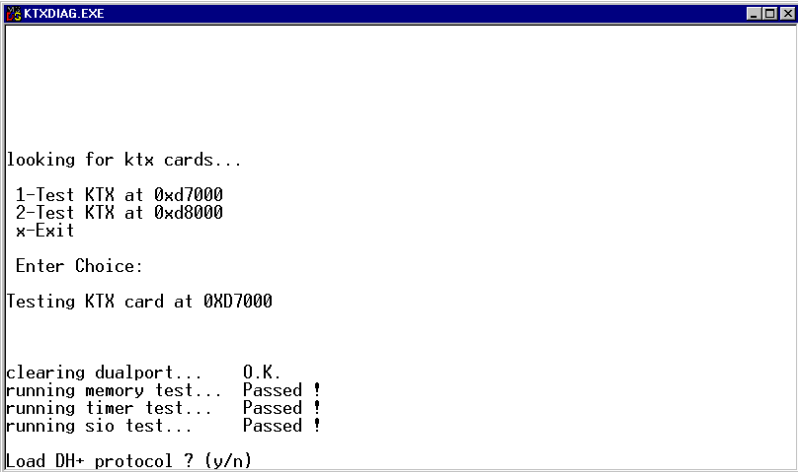 KTXDIAG.EXE
looking for ktx cards...
1-Test KTX at 0xd7000
2-Test KTX at 0xd8000
x-Exit
Enter Choice:
Testing KTX card at 0XD7000
clearing dualport... O.K.
running memory test... Passed !
running timer test... Passed !
running sio test... Passed !
Load DH+ protocol ? (y/n)